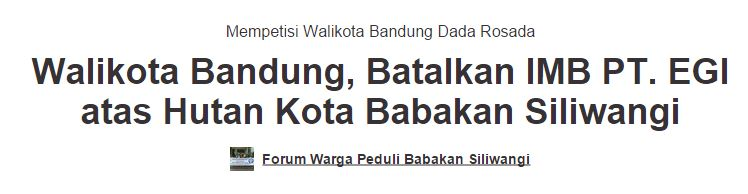 Mempetisi Walikota Bandung Dada Rosada
Walikota Bandung, Batalkan IMB PT. EGI
atas Hutan Kota Babakan Siliwangi
Forum Warga Peduli Babakan Siliwangi